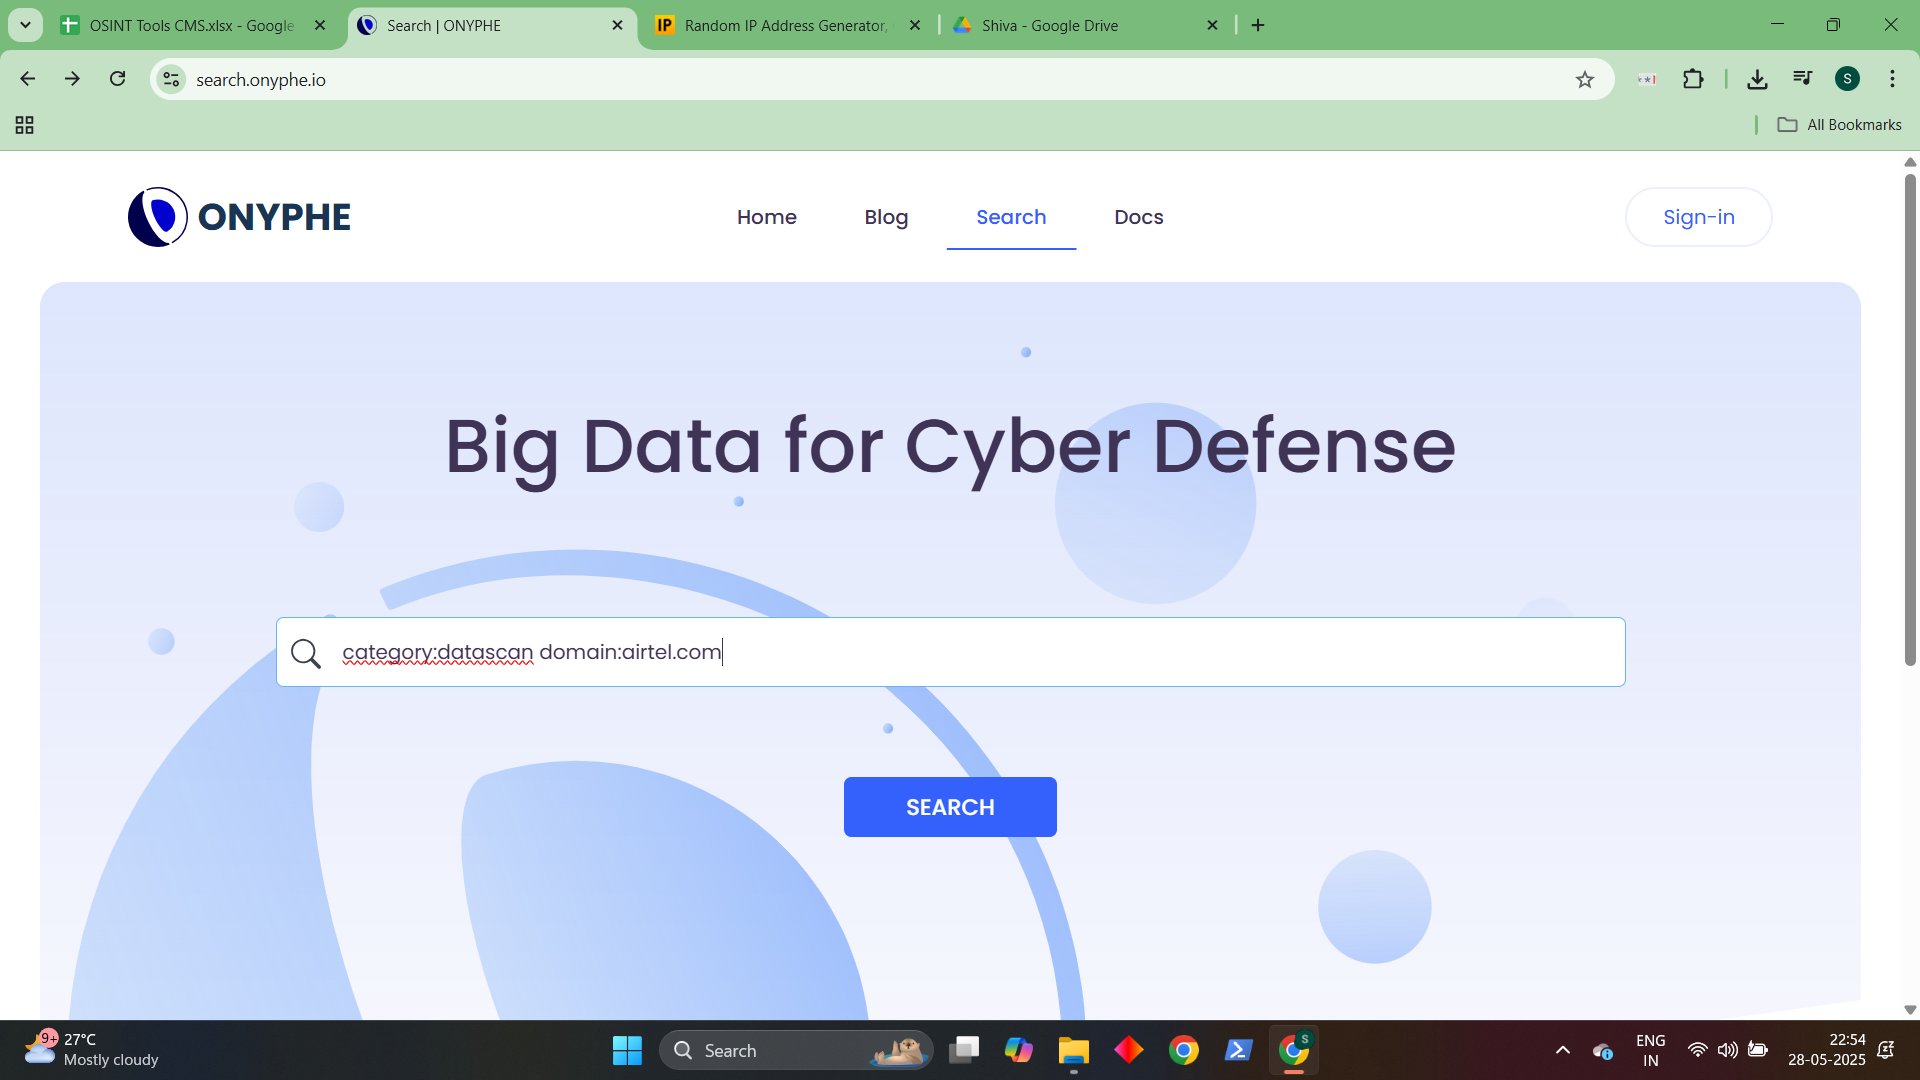 OSINT Tools CMS.xlsx - Google
Search | ONYPHE
IP
Random IP Address Generator,
Shiva - Google Drive
search.onyphe.io
S
All Bookmarks
ONYPHE
Home
Blog
Search
Docs
Sign-in
Big Data for Cyber Defense
category:datascan domain:airtel.com
SEARCH
9+
27°C
Mostly cloudy
Search
S
ENG
IN
22:54
28-05-2025